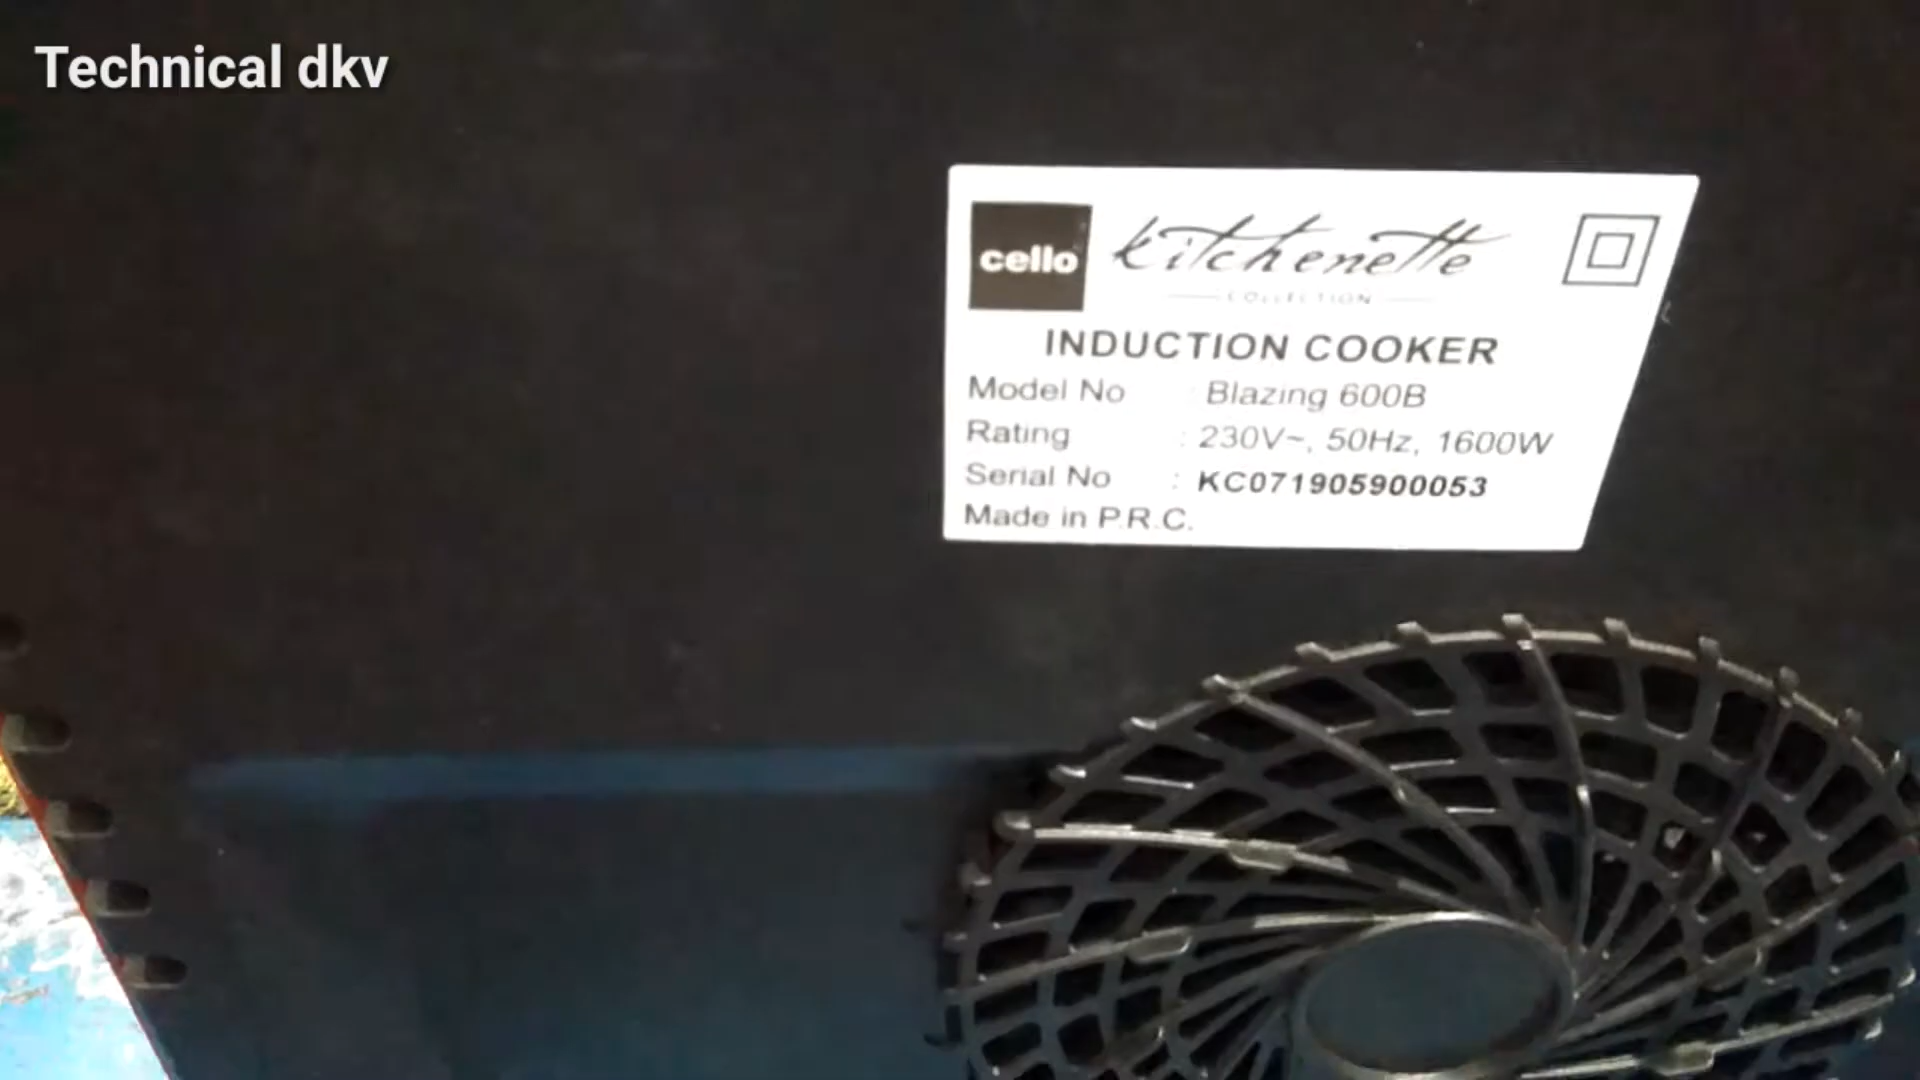 Technical dkv
cello kitchenette
COLLECTION
INDUCTION COOKER
Model No : Blazing 600B
Rating : 230V~, 50Hz, 1600W
Serial No : KC071905900053
Made in P.R.C.